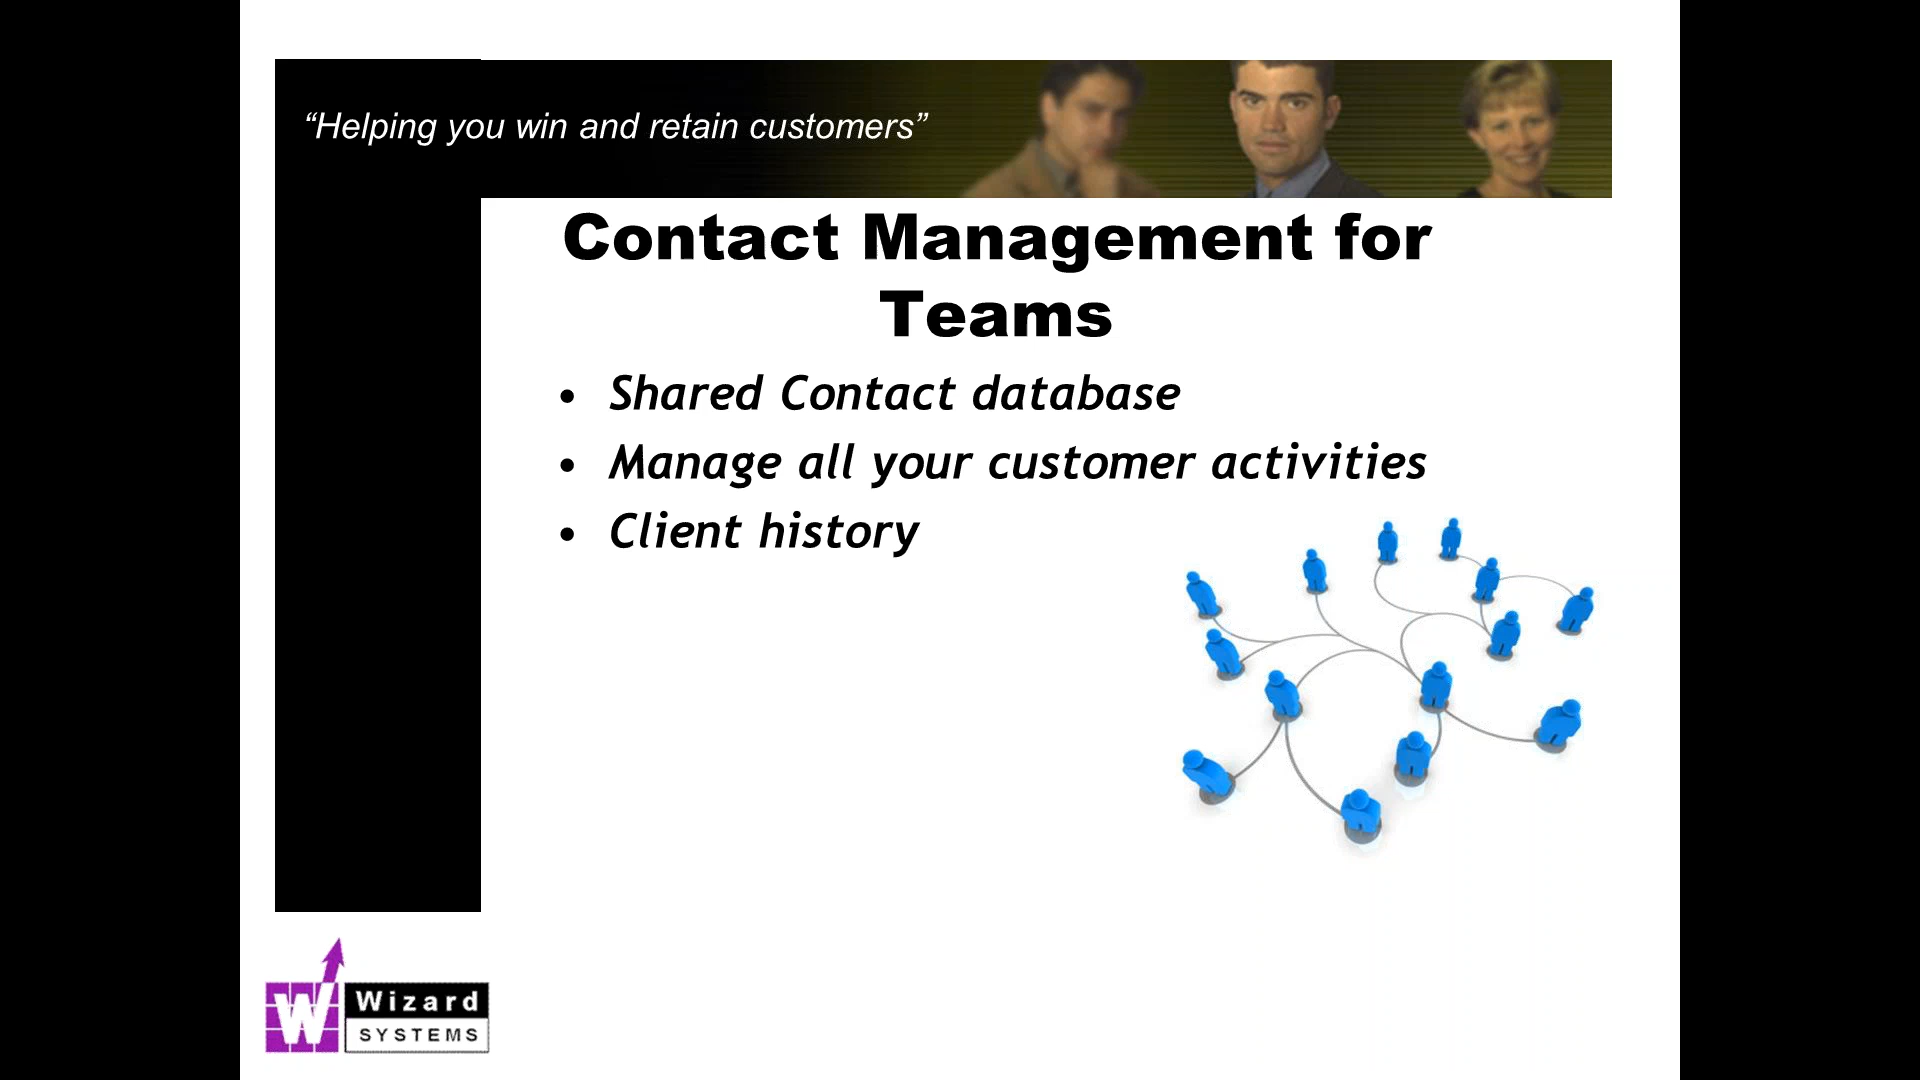 “Helping you win and retain customers”
Contact Management for
Teams
• Shared Contact database
• Manage all your customer activities
• Client history
W Wizard
SYSTEMS